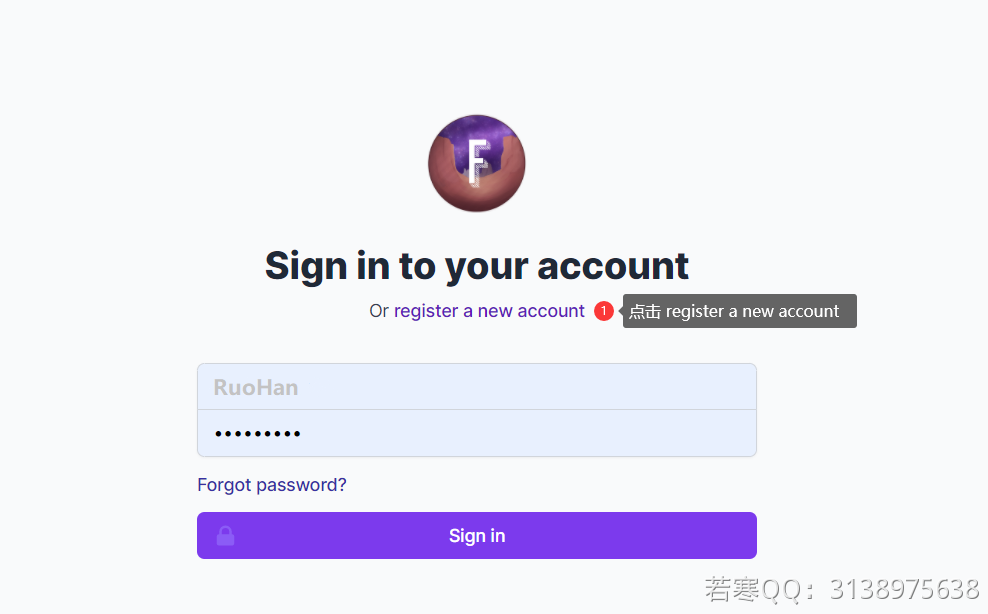 F
Sign in to your account
Or register a new account 1 点击 register a new account
RuoHan
•••••••••
Forgot password?
Sign in
若寒QQ：3138975638